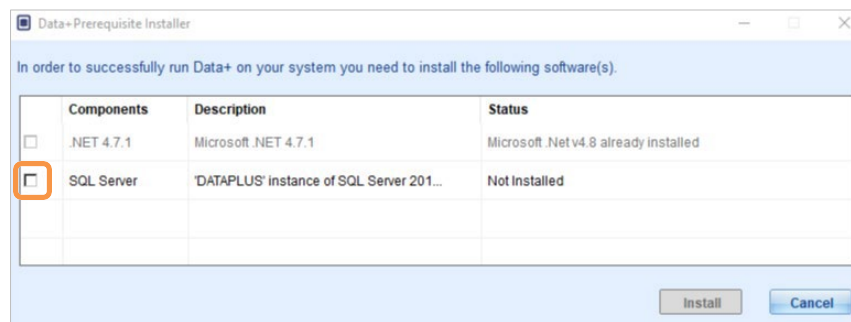 Data+Prerequisite Installer
In order to successfully run Data+ on your system you need to install the following software(s).
Components Description Status
.NET 4.7.1 Microsoft .NET 4.7.1 Microsoft .Net v4.8 already installed
SQL Server 'DATAPLUS' instance of SQL Server 201... Not Installed
Install Cancel